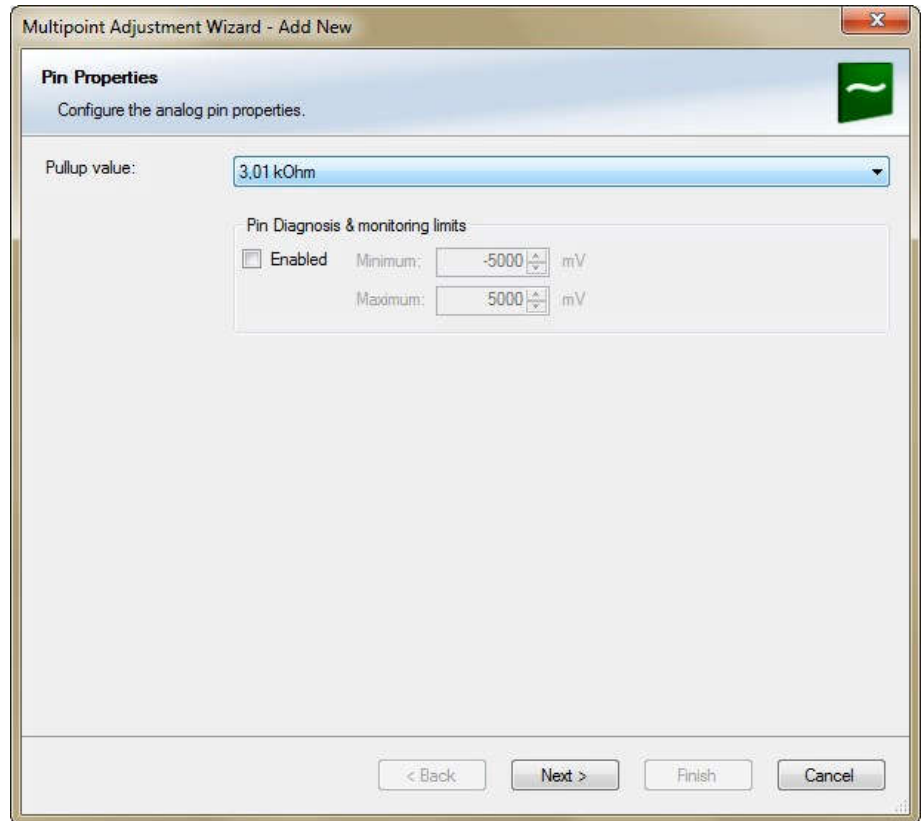 Multipoint Adjustment Wizard - Add New
Pin Properties
Configure the analog pin properties.
Pullup value:
3,01 kOhm
Pin Diagnosis & monitoring limits
Enabled Minimum: -5000 mV
Maximum: 5000 mV
< Back Next > Finish Cancel